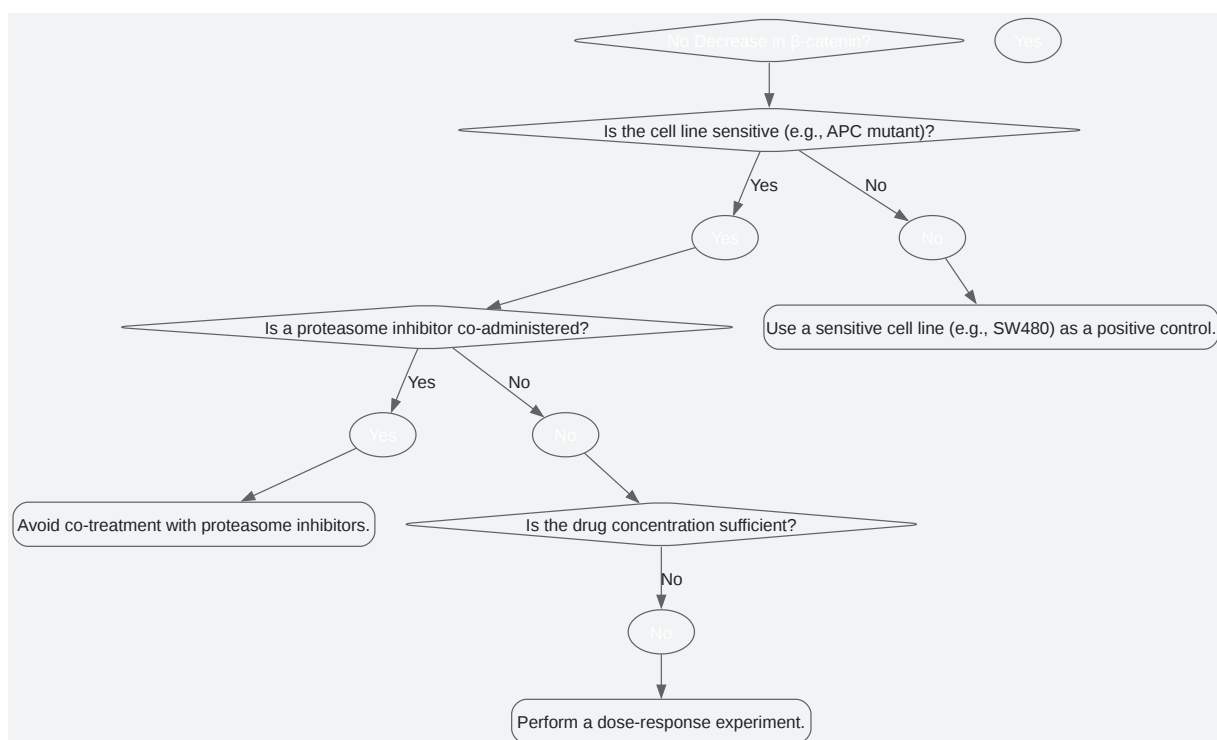 No Decrease in β-catenin?
Yes
Is the cell line sensitive (e.g., APC mutant)?
Yes
No
Yes
No
Is a proteasome inhibitor co-administered?
Use a sensitive cell line (e.g., SW480) as a positive control.
Yes
No
Yes
No
Avoid co-treatment with proteasome inhibitors.
Is the drug concentration sufficient?
No
No
Perform a dose-response experiment.